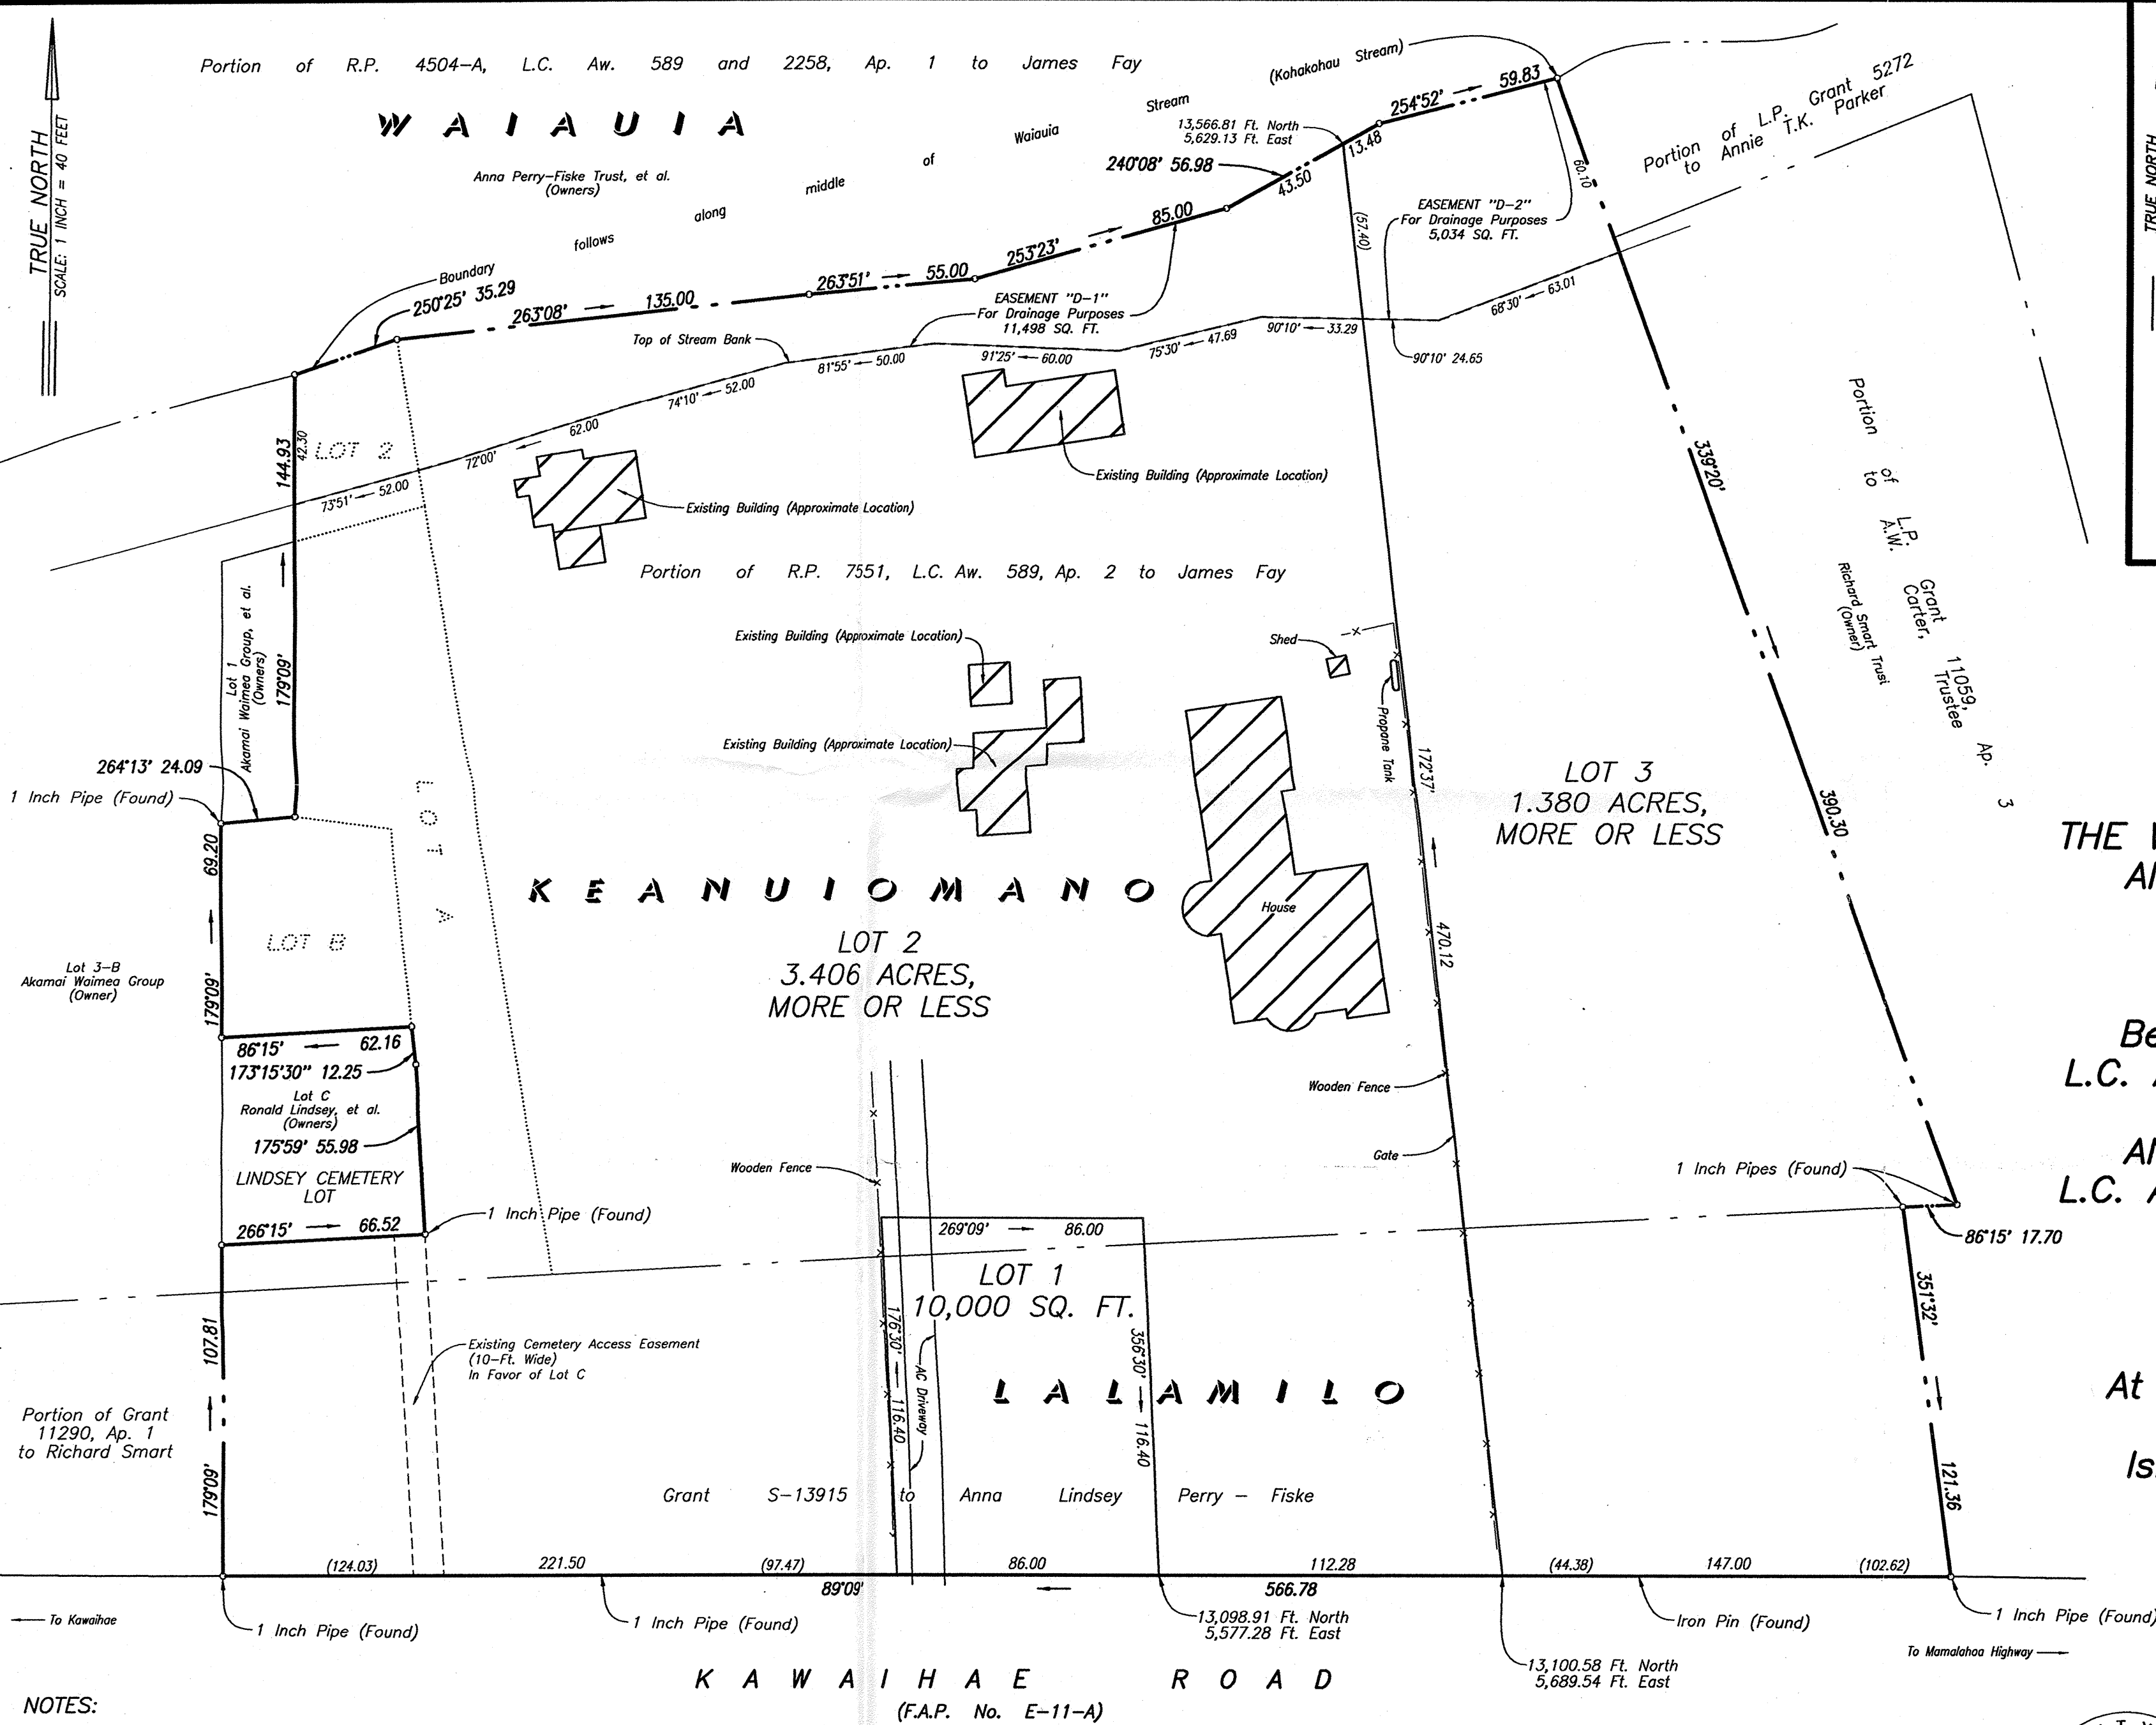 TRUE NORTH
SCALE: 1 INCH = 40 FEET
Portion of R.P. 4504-A, L.C. Aw. 589 and 2258, Ap. 1 to James Fay
WAIAUIA
Anna Perry-Fiske Trust, et al.
(Owners)
Boundary follows along middle of Waiauia Stream
(Kohakohau Stream)
13,566.81 Ft. North
5,629.13 Ft. East
250°25' 35.29
263°08' 135.00
263°51' 55.00
253°23' 85.00
240°08' 56.98
43.50
13.48
254°52' 59.83
60.10
(57.40)
Portion of L.P. Grant 5272
to Annie T.K. Parker
EASEMENT "D-2"
For Drainage Purposes
5,034 SQ. FT.
EASEMENT "D-1"
For Drainage Purposes
11,498 SQ. FT.
Top of Stream Bank
73°51' 52.00
72°00' 62.00
74°10' 52.00
81°55' 50.00
91°25' 60.00
75°30' 47.69
90°10' 33.29
90°10' 24.65
68°30' 63.01
LOT 2
144.93
42.30
179°09'
Existing Building (Approximate Location)
Existing Building (Approximate Location)
Portion of R.P. 7551, L.C. Aw. 589, Ap. 2 to James Fay
Lot 1
Akamai Waimea Group, et al.
(Owners)
Existing Building (Approximate Location)
Existing Building (Approximate Location)
Shed
Propane Tank
172°37'
470.12
339°20'
390.30
Portion of L.P. Grant 11059, Ap. 3
to A.W. Carter, Trustee
Richard Smart Trust
(Owner)
264°13' 24.09
1 Inch Pipe (Found)
69.20
179°09'
LOT A
LOT B
KEANUIOMANO
House
LOT 3
1.380 ACRES,
MORE OR LESS
LOT 2
3.406 ACRES,
MORE OR LESS
Lot 3-B
Akamai Waimea Group
(Owner)
86°15' 62.16
173°15'30" 12.25
Lot C
Ronald Lindsey, et al.
(Owners)
175°59' 55.98
LINDSEY CEMETERY
LOT
266°15' 66.52
1 Inch Pipe (Found)
Wooden Fence
Wooden Fence
Gate
1 Inch Pipes (Found)
86°15' 17.70
351°32'
121.36
269°09' 86.00
LOT 1
10,000 SQ. FT.
176°30' 116.40
AC Driveway
356°30' 116.40
107.81
179°09'
Existing Cemetery Access Easement
(10-Ft. Wide)
In Favor of Lot C
LALAMILO
Portion of Grant
11290, Ap. 1
to Richard Smart
Grant S-13915 to Anna Lindsey Perry - Fiske
(124.03) 221.50 (97.47) 86.00 112.28 (44.38) 147.00 (102.62)
89°09' 566.78
To Kawaihae
1 Inch Pipe (Found)
1 Inch Pipe (Found)
13,098.91 Ft. North
5,577.28 Ft. East
Iron Pin (Found)
1 Inch Pipe (Found)
To Mamalahoa Highway
13,100.58 Ft. North
5,689.54 Ft. East
KAWAIHAE ROAD
(F.A.P. No. E-11-A)
NOTES:
TRUE NORTH
THE
Be
L.C.
L.C.
At